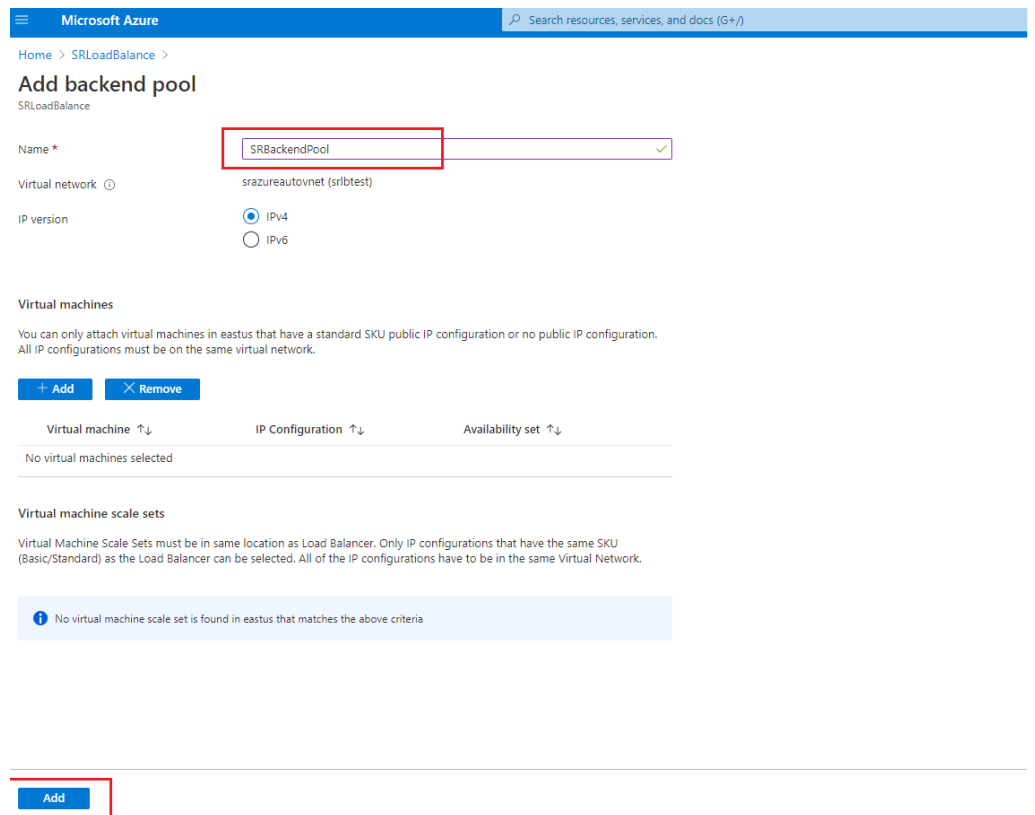 Microsoft Azure
Search resources, services, and docs (G+/)
Home > SRLoadBalance >
Add backend pool
SRLoadBalance
Name *
SRBackendPool
Virtual network
srazureautovnet (srlbtest)
IP version
IPv4
IPv6
Virtual machines
You can only attach virtual machines in eastus that have a standard SKU public IP configuration or no public IP configuration.
All IP configurations must be on the same virtual network.
+ Add
Remove
Virtual machine ↑↓ IP Configuration ↑↓ Availability set ↑↓
No virtual machines selected
Virtual machine scale sets
Virtual Machine Scale Sets must be in same location as Load Balancer. Only IP configurations that have the same SKU
(Basic/Standard) as the Load Balancer can be selected. All of the IP configurations have to be in the same Virtual Network.
No virtual machine scale set is found in eastus that matches the above criteria
Add